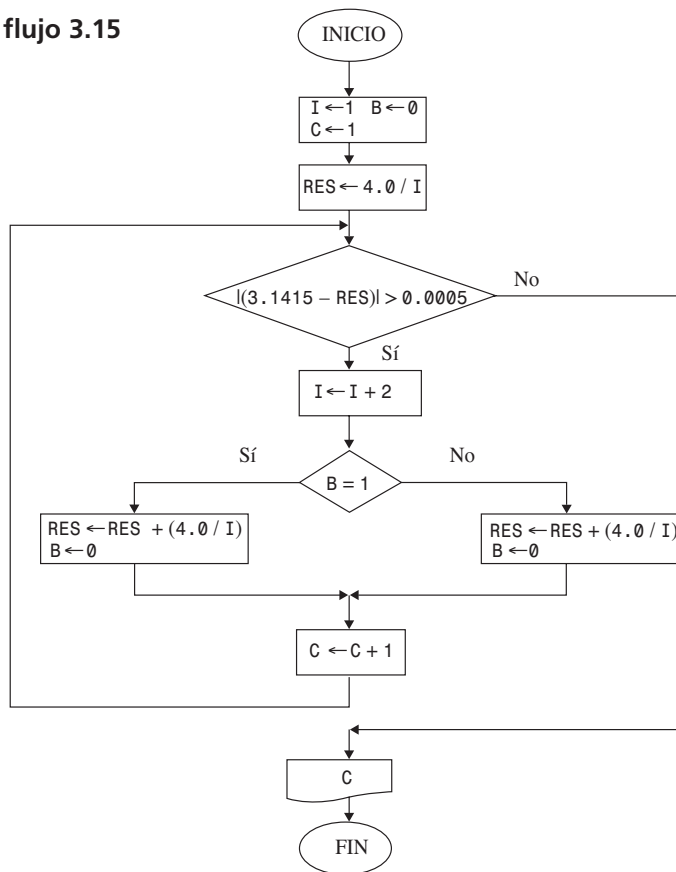 flujo 3.15
INICIO
I ← 1 B ← 0
C ← 1
RES ← 4.0 / I
|(3.1415 – RES)| > 0.0005
No
Sí
I ← I + 2
Sí
No
B = 1
RES ← RES + (4.0 / I)
B ← 0
RES ← RES + (4.0 / I)
B ← 0
C ← C + 1
C
FIN